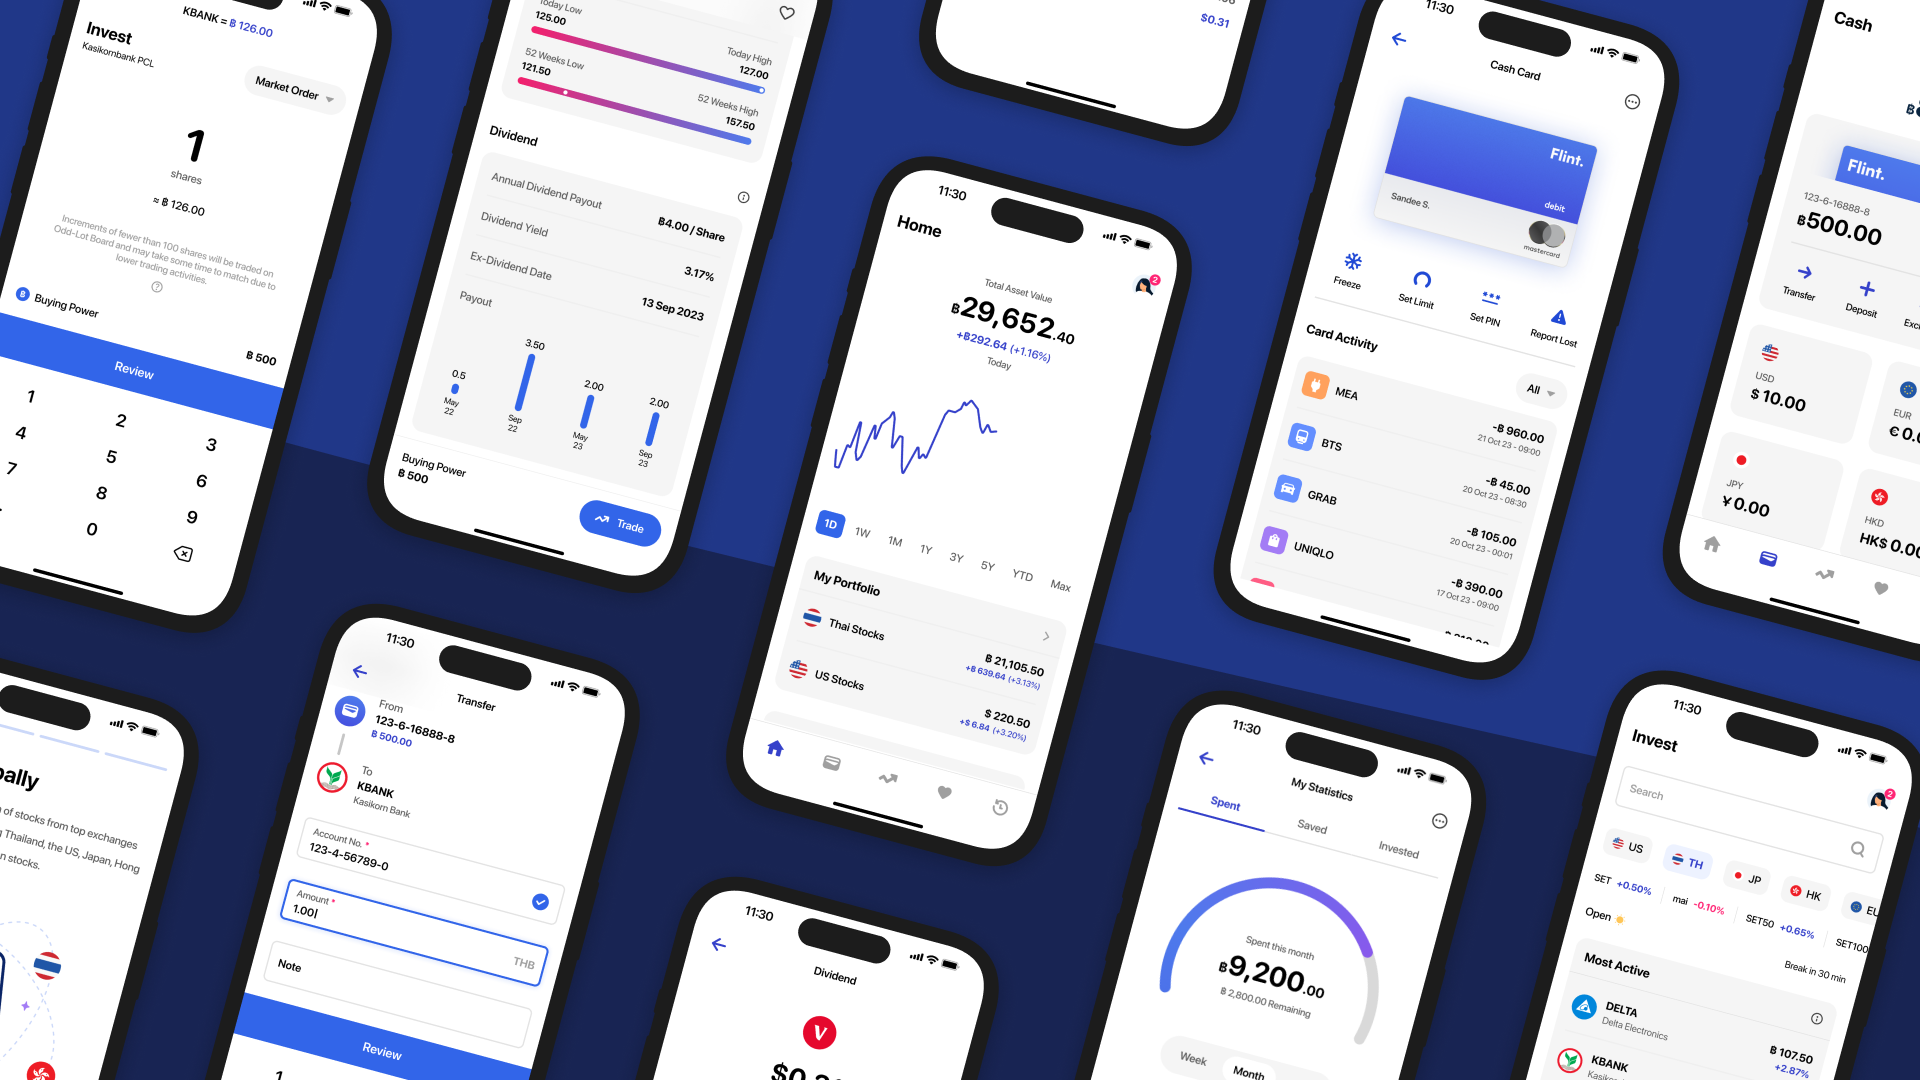 KBANK = ฿ 126.00
Invest
Kasikornbank PCL
Market Order
1
shares
≈ ฿ 126.00
Increments of fewer than 100 shares will be traded on
Odd-Lot Board and may take some time to match due to
lower trading activities.
?
฿ Buying Power
฿ 500
Review
1 2 3
4 5 6
7 8 9
0
Today Low
125.00
Today High
127.00
52 Weeks Low
121.50
52 Weeks High
157.50
Dividend
Annual Dividend Payout
฿4.00 / Share
Dividend Yield
3.17%
Ex-Dividend Date
13 Sep 2023
Payout
0.5
3.50
2.00
2.00
May
22
Sep
22
May
23
Sep
23
Buying Power
฿ 500
Trade
$0.31
11:30
Home
2
Total Asset Value
฿29,652.40
+฿292.64 (+1.16%)
Today
1D 1W 1M 1Y 3Y 5Y YTD Max
My Portfolio
Thai Stocks
฿ 21,105.50
+฿ 639.64 (+3.13%)
US Stocks
$ 220.50
+$ 6.84 (+3.20%)
11:30
Cash Card
Flint.
debit
Sandee S.
mastercard
Freeze
Set Limit
Set PIN
Report Lost
Card Activity
All
MEA
-฿ 960.00
21 Oct 23 - 09:00
BTS
-฿ 45.00
20 Oct 23 - 08:30
GRAB
-฿ 105.00
20 Oct 23 - 00:01
UNIQLO
-฿ 390.00
17 Oct 23 - 09:00
Cash
Flint.
123-6-16888-8
฿500.00
Transfer
Deposit
USD
$ 10.00
EUR
JPY
¥ 0.00
HKD
of stocks from top exchanges
Thailand, the US, Japan, Hong
stocks.
11:30
Transfer
From
123-6-16888-8
฿ 500.00
To
KBANK
Kasikorn Bank
Account No. *
123-4-56789-0
Amount *
1.00
THB
Note
Review
1
11:30
Dividend
V
11:30
My Statistics
Spent
Saved
Invested
Spent this month
฿9,200.00
฿ 2,800.00 Remaining
Week
Month
11:30
Invest
2
Search
US TH JP HK EU
SET +0.50%
mai -0.10%
SET50 +0.65%
SET100
Open
Break in 30 min
Most Active
DELTA
Delta Electronics
฿ 107.50
+2.87%
KBANK